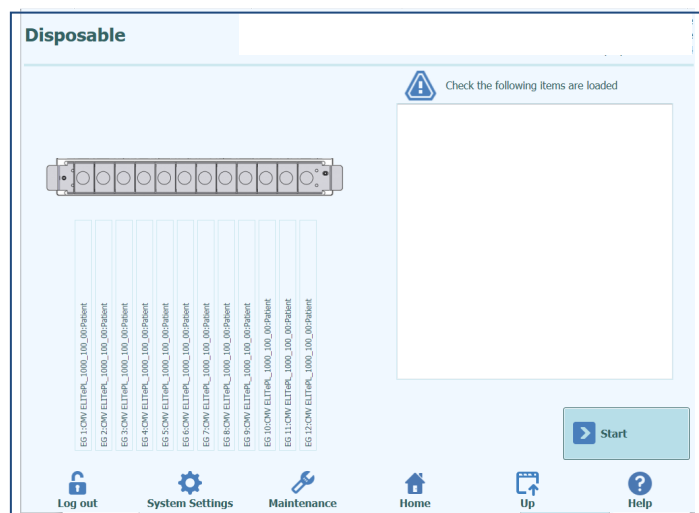 Disposable
Check the following items are loaded
EG 1:CMV ELITePL_1000_100_00:Patient
EG 2:CMV ELITePL_1000_100_00:Patient
EG 3:CMV ELITePL_1000_100_00:Patient
EG 4:CMV ELITePL_1000_100_00:Patient
EG 5:CMV ELITePL_1000_100_00:Patient
EG 6:CMV ELITePL_1000_100_00:Patient
EG 7:CMV ELITePL_1000_100_00:Patient
EG 8:CMV ELITePL_1000_100_00:Patient
EG 9:CMV ELITePL_1000_100_00:Patient
EG 10:CMV ELITePL_1000_100_00:Patient
EG 11:CMV ELITePL_1000_100_00:Patient
EG 12:CMV ELITePL_1000_100_00:Patient
Start
Log out
System Settings
Maintenance
Home
Up
Help